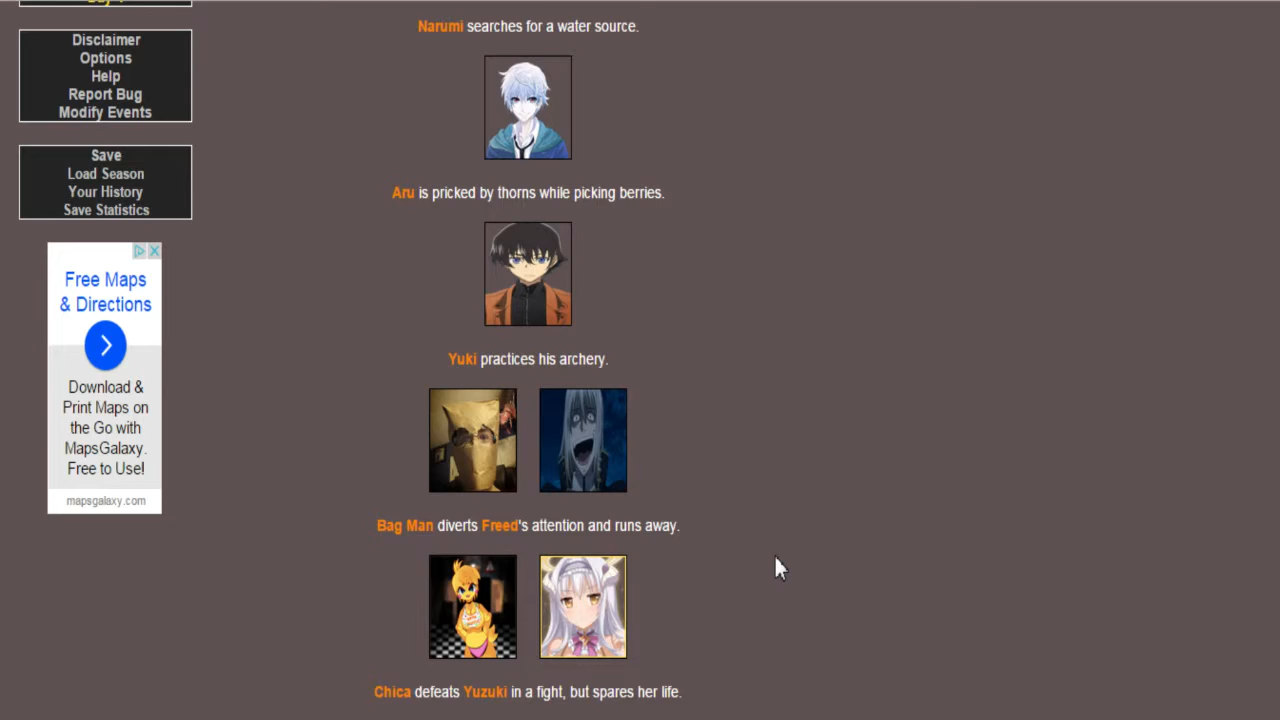 Disclaimer
Options
Help
Report Bug
Modify Events
Save
Load Season
Your History
Save Statistics
Free Maps
& Directions
Download &
Print Maps on
the Go with
MapsGalaxy.
Free to Use!
mapsgalaxy.com
Narumi searches for a water source.
Aru is pricked by thorns while picking berries.
Yuki practices his archery.
Bag Man diverts Freed's attention and runs away.
Chica defeats Yuzuki in a fight, but spares her life.